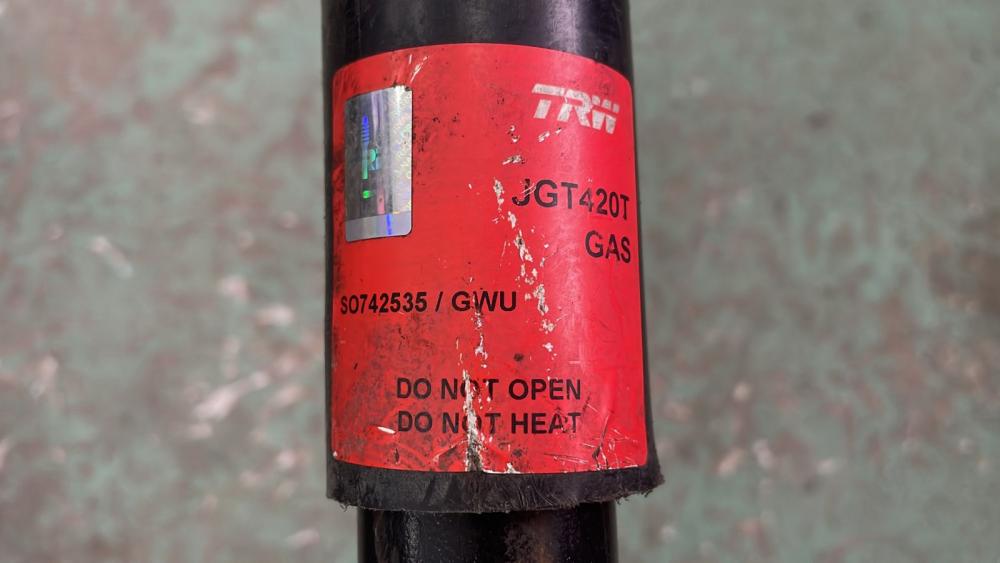 TRW
JGT420T
GAS
SO742535 / GWU
DO NOT OPEN
DO NOT HEAT